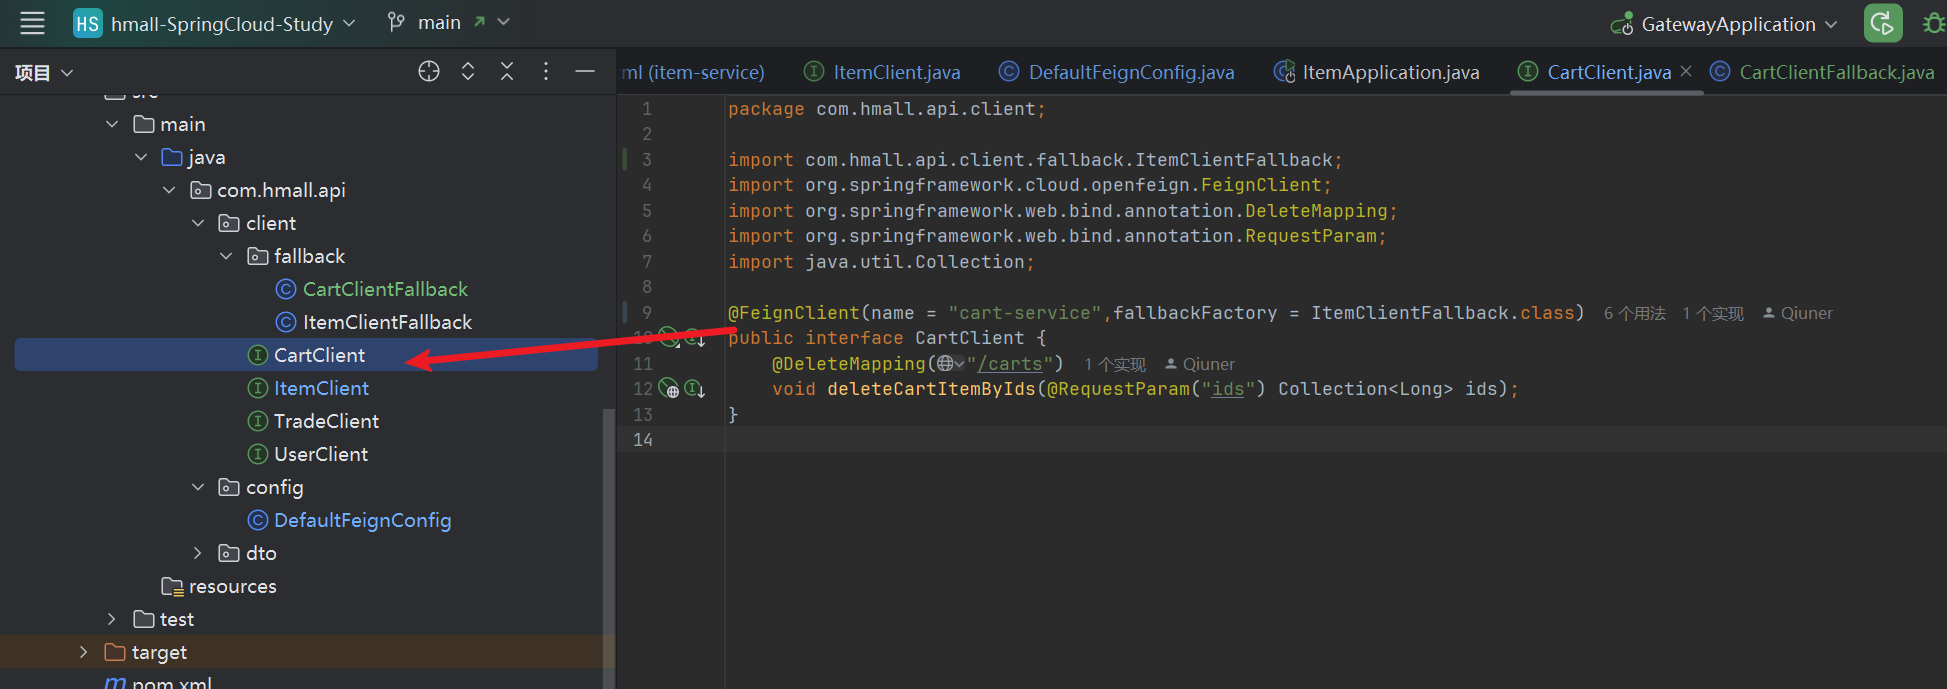 HS hmall-SpringCloud-Study main GatewayApplication
项目
ml (item-service) ItemClient.java DefaultFeignConfig.java ItemApplication.java CartClient.java CartClientFallback.java
src
main
java
com.hmall.api
client
fallback
CartClientFallback
ItemClientFallback
CartClient
ItemClient
TradeClient
UserClient
config
DefaultFeignConfig
dto
resources
test
target
pom.xml
1 package com.hmall.api.client;
2
3 import com.hmall.api.client.fallback.ItemClientFallback;
4 import org.springframework.cloud.openfeign.FeignClient;
5 import org.springframework.web.bind.annotation.DeleteMapping;
6 import org.springframework.web.bind.annotation.RequestParam;
7 import java.util.Collection;
8
9 @FeignClient(name = "cart-service",fallbackFactory = ItemClientFallback.class) 6 个用法 1 个实现 Qiuner
10 public interface CartClient {
11 @DeleteMapping("/carts") 1 个实现 Qiuner
12 void deleteCartItemByIds(@RequestParam("ids") Collection<Long> ids);
13 }
14